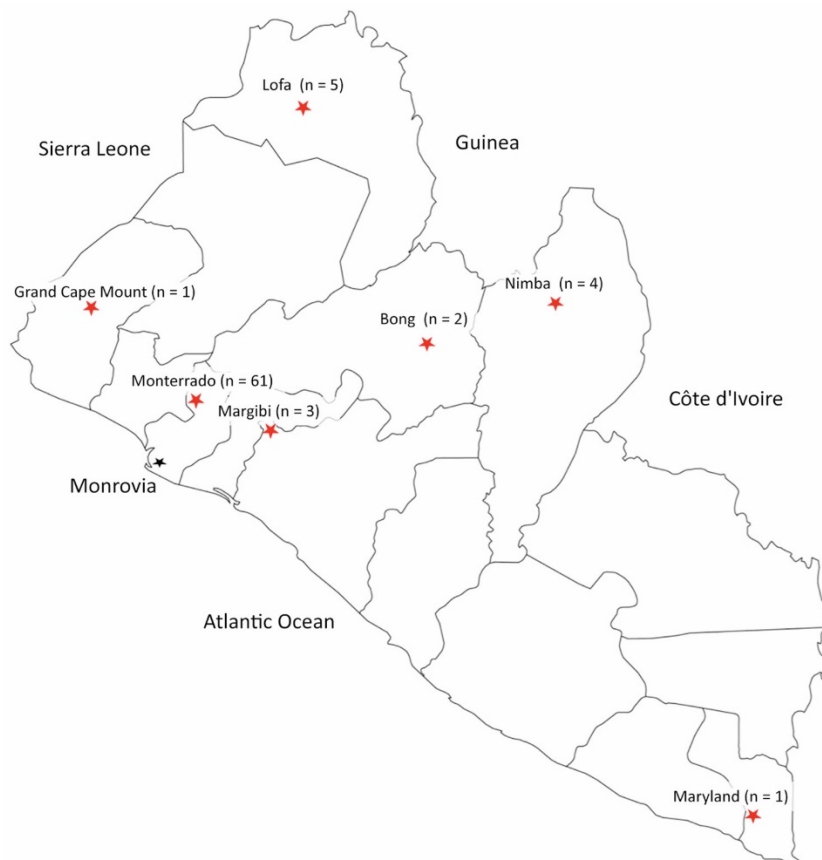 Lofa (n = 5)
Sierra Leone
Guinea
Grand Cape Mount (n = 1)
Nimba (n = 4)
Bong (n = 2)
Monterrado (n = 61)
Côte d'Ivoire
Margibi (n = 3)
Monrovia
Atlantic Ocean
Maryland (n = 1)